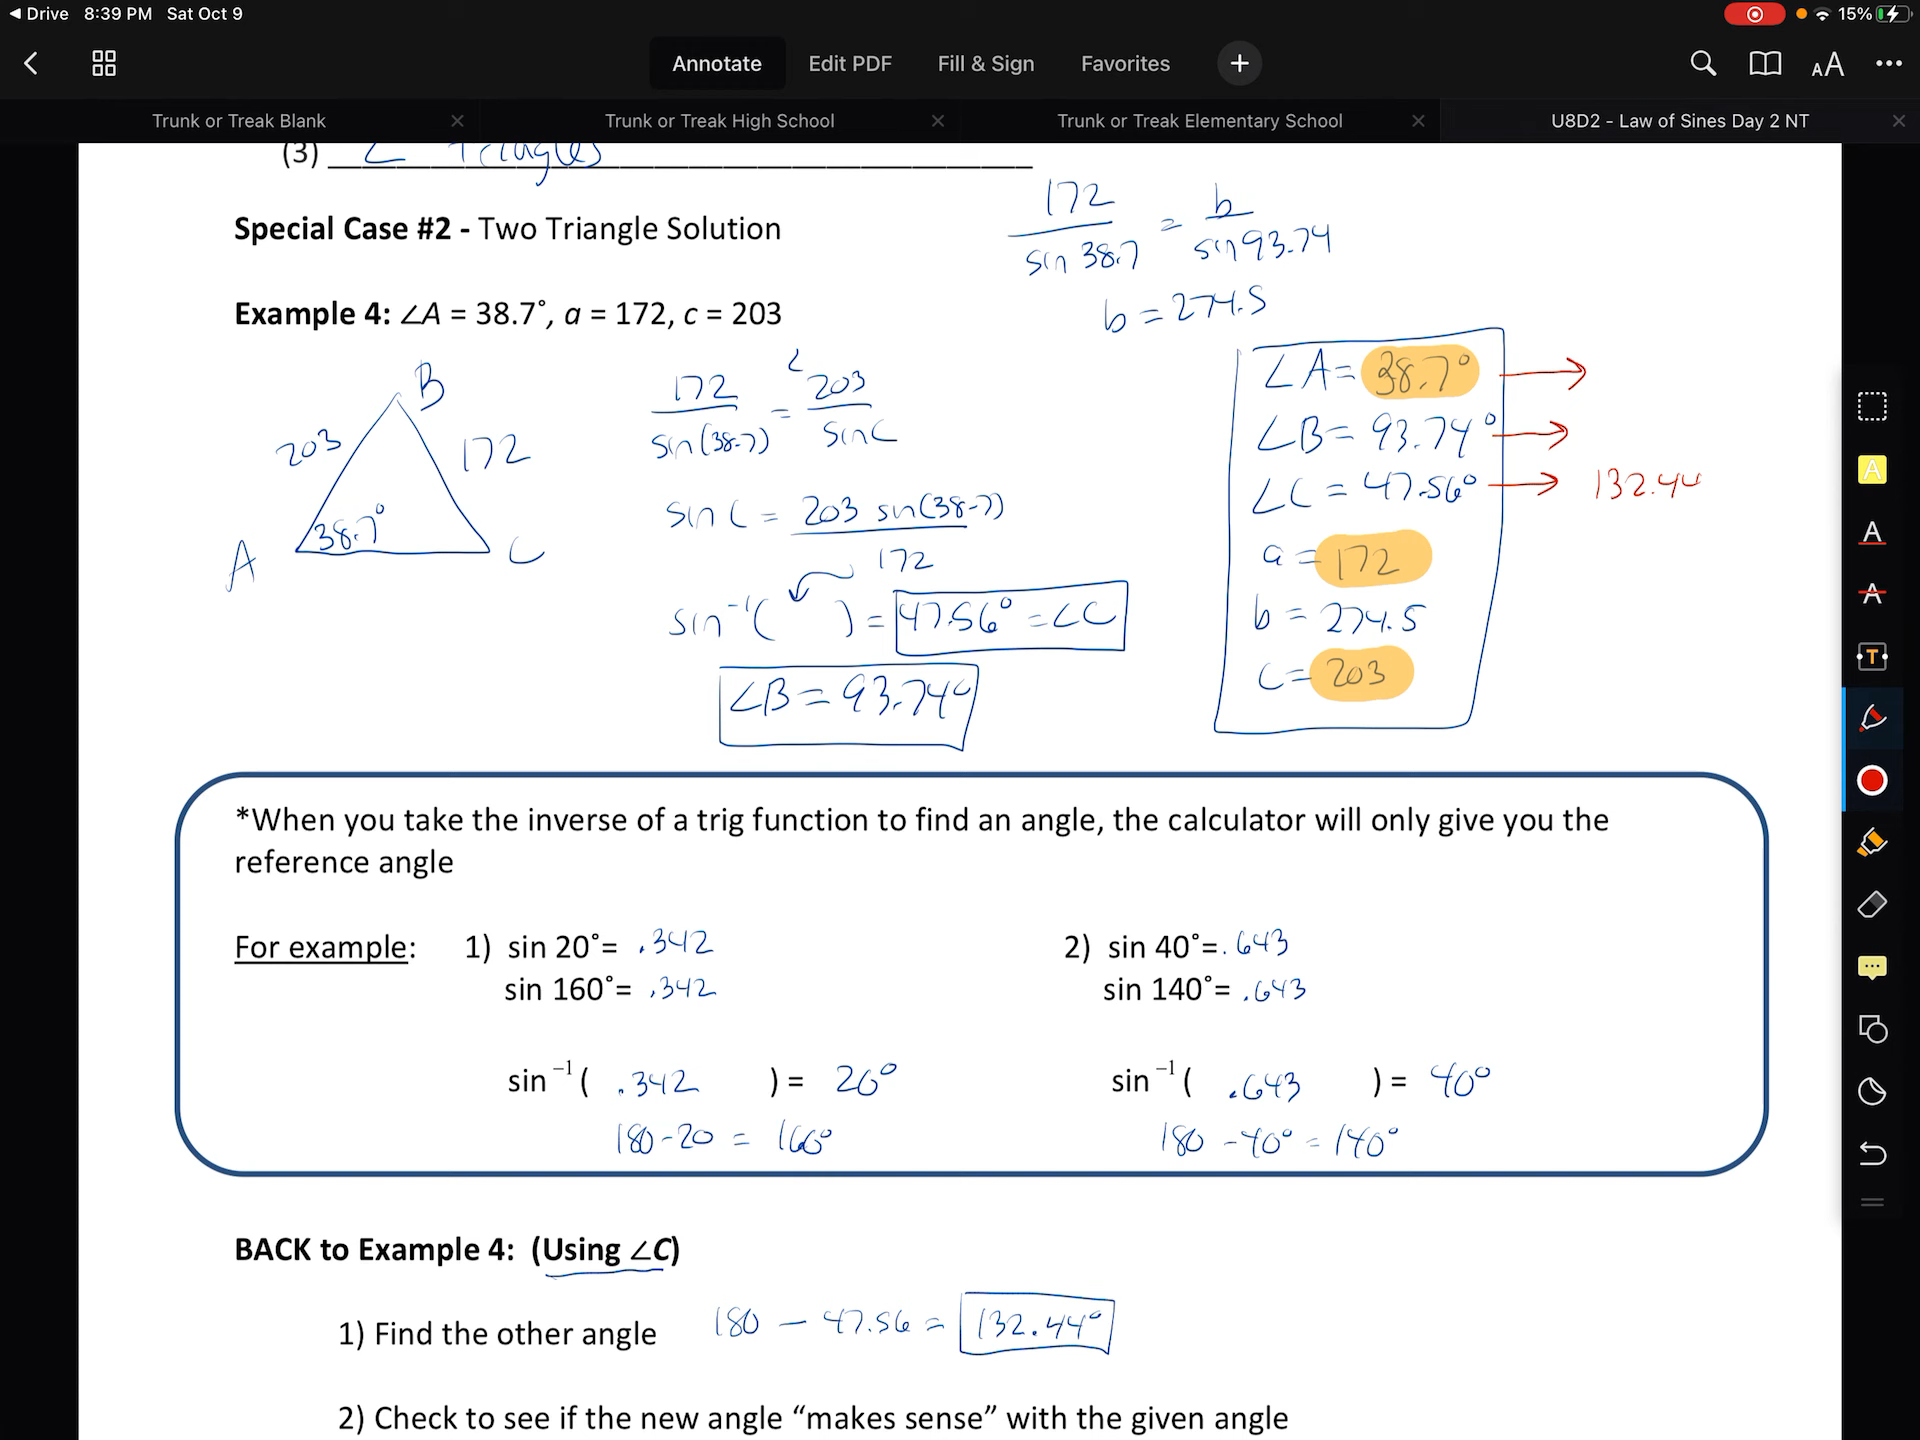 Drive 8:39 PM Sat Oct 9
15%
Annotate Edit PDF Fill & Sign Favorites
AA
Trunk or Treak Blank
Trunk or Treak High School
Trunk or Treak Elementary School
U8D2 - Law of Sines Day 2 NT
(3) 2 Triangles
172 / sin 38.7 = b / sin 93.74
b = 274.5
Special Case #2 - Two Triangle Solution
Example 4: ∠A = 38.7˚, a = 172, c = 203
B
203
172
38.7°
A
C
172 / sin(38.7) = 203 / sin C
sin C = 203 sin(38.7) / 172
sin⁻¹( ) = 47.56° = ∠C
∠B = 93.74°
∠A = 38.7°
∠B = 93.74°
∠C = 47.56° → 132.44
a = 172
b = 274.5
c = 203
*When you take the inverse of a trig function to find an angle, the calculator will only give you the
reference angle
For example: 1) sin 20˚= .342
sin 160˚= .342
sin⁻¹( .342 ) = 20°
180 - 20 = 160°
2) sin 40˚= .643
sin 140˚= .643
sin⁻¹( .643 ) = 40°
180 - 40° = 140°
BACK to Example 4: (Using ∠C)
1) Find the other angle 180 - 47.56 = 132.44°
2) Check to see if the new angle “makes sense” with the given angle